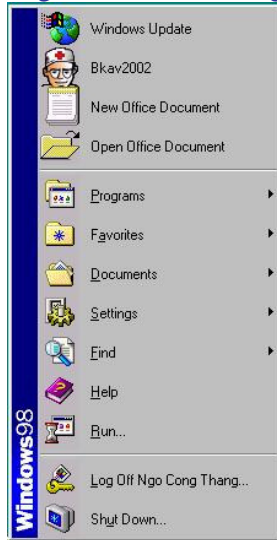 Windows Update
Bkav2002
New Office Document
Open Office Document
Programs
Favorites
Documents
Settings
Find
Help
Run...
Log Off Ngo Cong Thang...
Shut Down...
Windows98